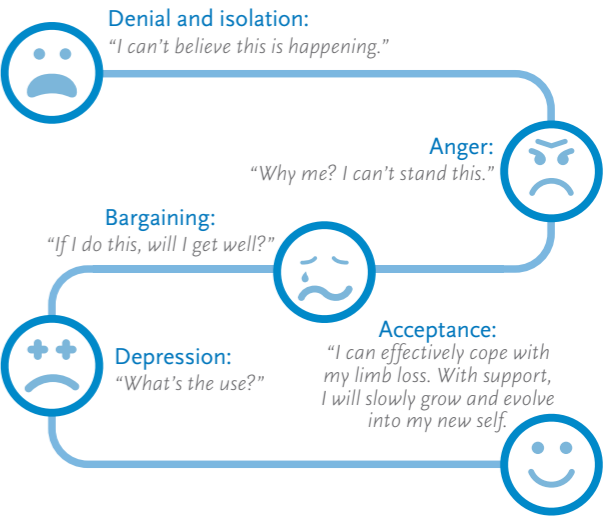 Denial and isolation:
“I can’t believe this is happening.”
Anger:
“Why me? I can’t stand this.”
Bargaining:
“If I do this, will I get well?”
Depression:
“What’s the use?”
Acceptance:
“I can effectively cope with
my limb loss. With support,
I will slowly grow and evolve
into my new self.